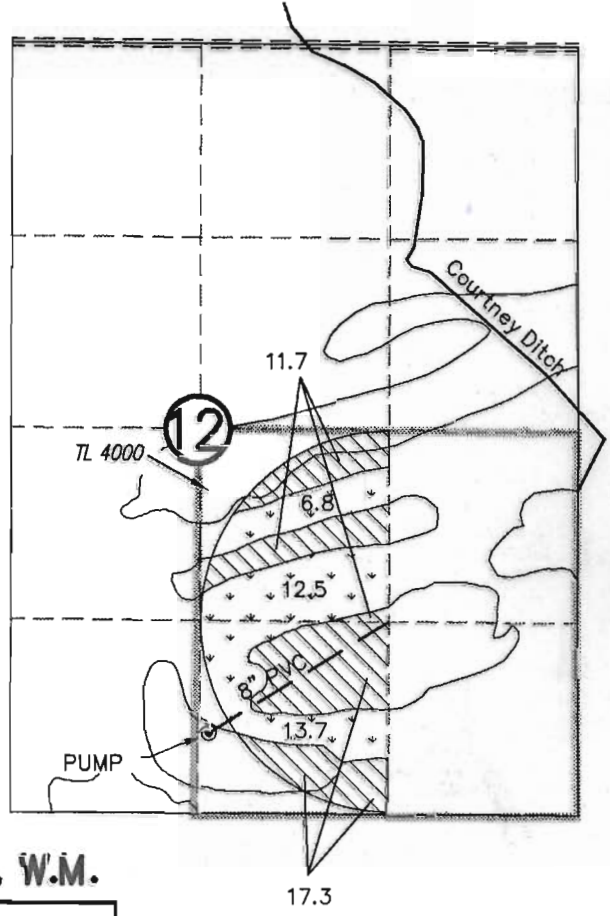 Courtney Ditch
11.7
12
TL 4000
6.8
12.5
8" PVC
13.7
PUMP
W.M.
17.3